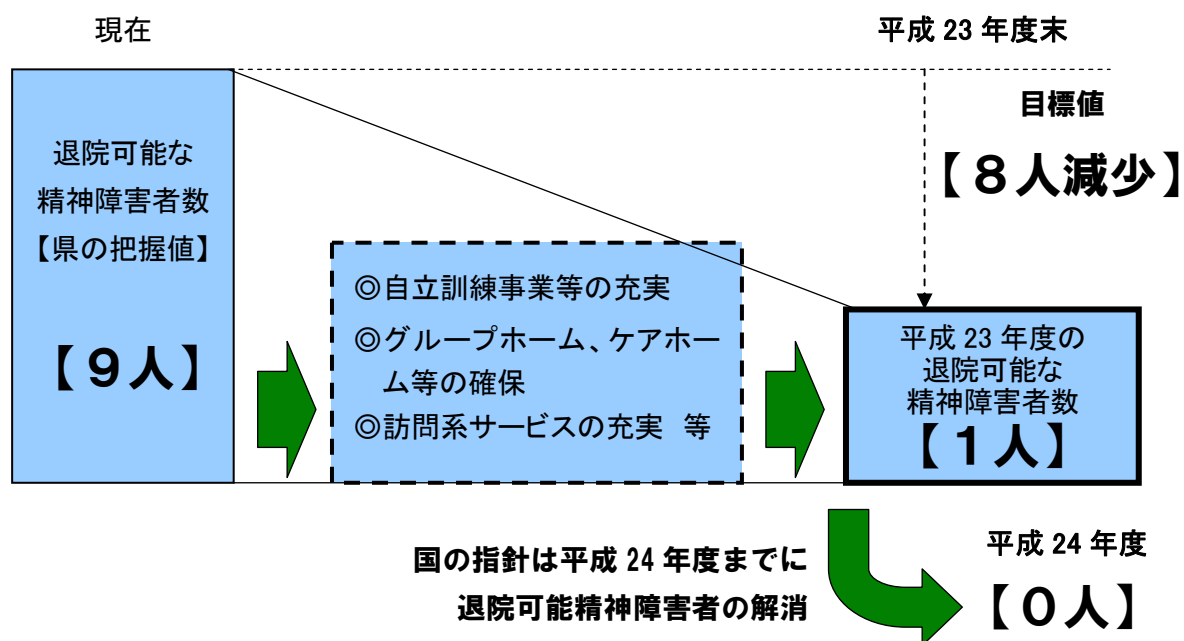 現在
平成 23 年度末
目標値
【８人減少】
退院可能な
精神障害者数
【県の把握値】
【９人】
◎自立訓練事業等の充実
◎グループホーム、ケアホー
ム等の確保
◎訪問系サービスの充実　等
平成 23 年度の
退院可能な
精神障害者数
【１人】
国の指針は平成 24 年度までに
退院可能精神障害者の解消
平成 24 年度
【０人】